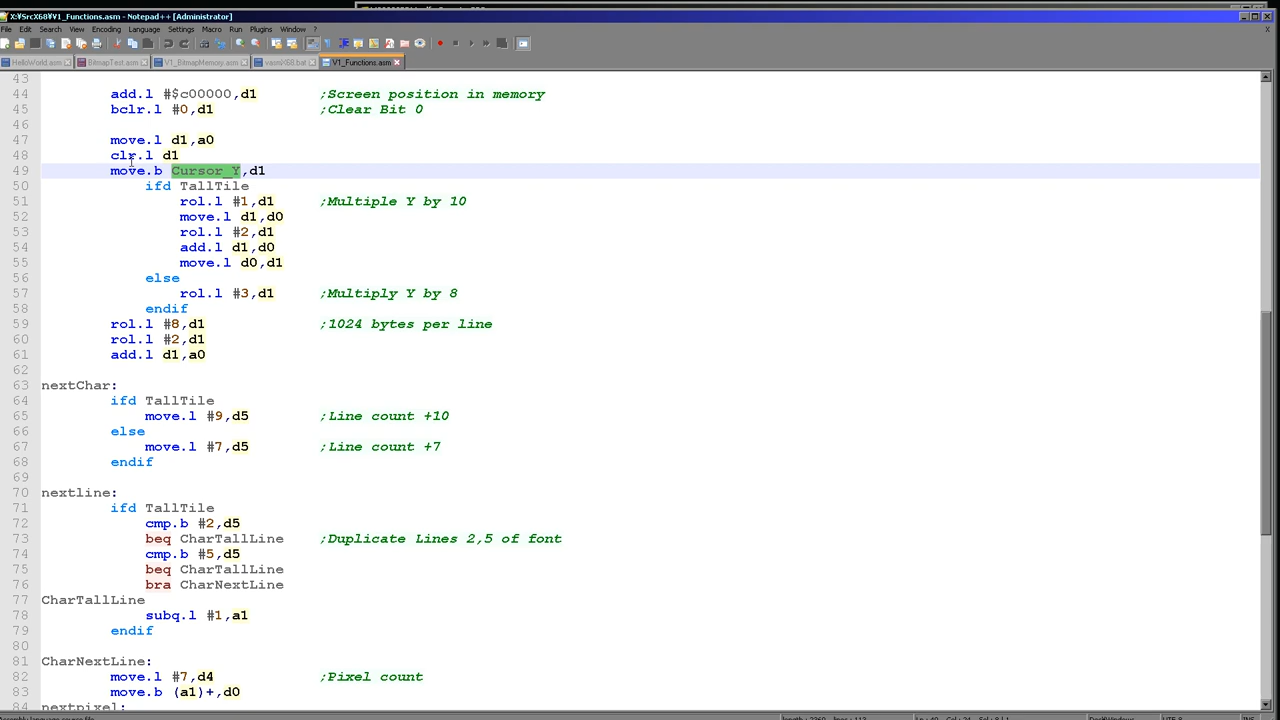 X:¥SrcX68¥V1_Functions.asm - Notepad++ [Administrator]
File Edit Search View Encoding Language Settings Macro Run Plugins Window ? X
HelloWorld.asm BitmapTest.asm V1_BitmapMemory.asm vasmX68.bat V1_Functions.asm
43
44 add.l #$c00000,d1 ;Screen position in memory
45 bclr.l #0,d1 ;Clear Bit 0
46
47 move.l d1,a0
48 clr.l d1
49 move.b Cursor_Y,d1
50 ifd TallTile
51 rol.l #1,d1 ;Multiple Y by 10
52 move.l d1,d0
53 rol.l #2,d1
54 add.l d1,d0
55 move.l d0,d1
56 else
57 rol.l #3,d1 ;Multiply Y by 8
58 endif
59 rol.l #8,d1 ;1024 bytes per line
60 rol.l #2,d1
61 add.l d1,a0
62
63 nextChar:
64 ifd TallTile
65 move.l #9,d5 ;Line count +10
66 else
67 move.l #7,d5 ;Line count +7
68 endif
69
70 nextline:
71 ifd TallTile
72 cmp.b #2,d5
73 beq CharTallLine ;Duplicate Lines 2,5 of font
74 cmp.b #5,d5
75 beq CharTallLine
76 bra CharNextLine
77 CharTallLine
78 subq.l #1,a1
79 endif
80
81 CharNextLine:
82 move.l #7,d4 ;Pixel count
83 move.b (a1)+,d0
84 nextpixel: